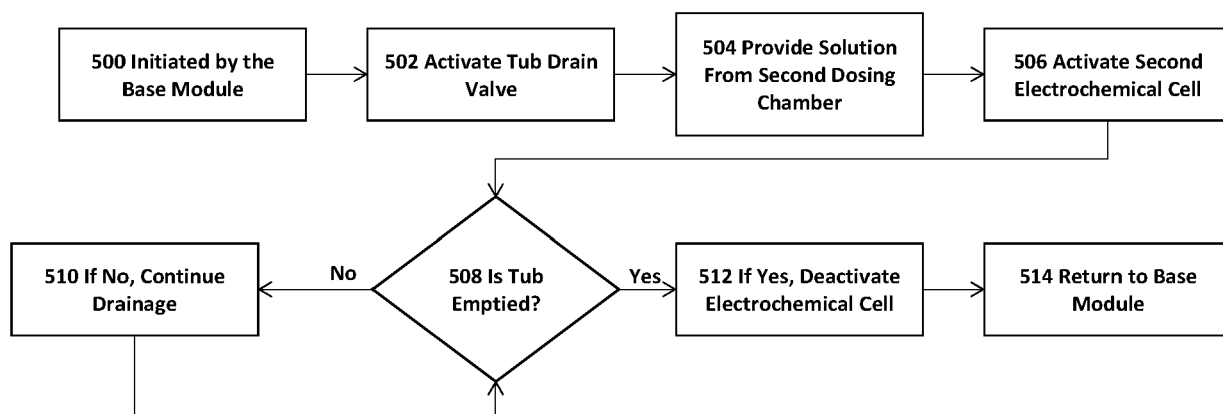 500 Initiated by the
Base Module
502 Activate Tub Drain
Valve
504 Provide Solution
From Second Dosing
Chamber
506 Activate Second
Electrochemical Cell
510 If No, Continue
Drainage
No
508 Is Tub
Emptied?
Yes
512 If Yes, Deactivate
Electrochemical Cell
514 Return to Base
Module